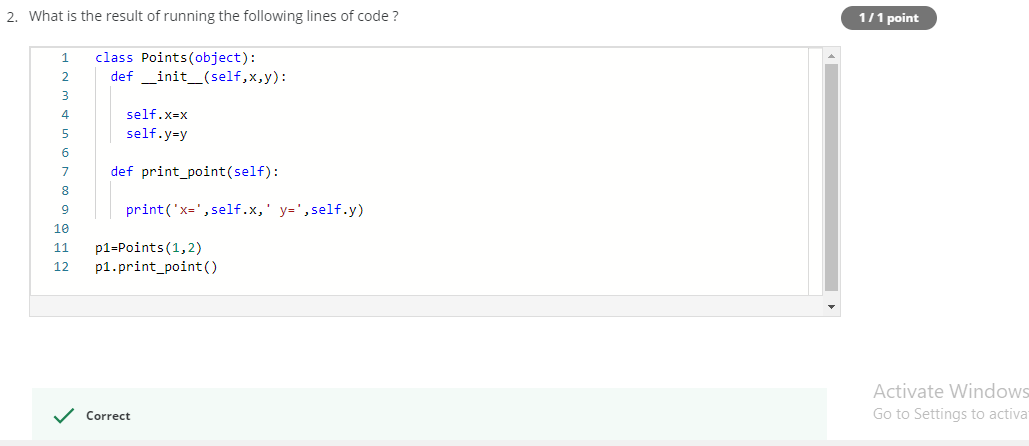 2. What is the result of running the following lines of code ?
1/1 point
1 class Points(object):
2 def __init__(self,x,y):
3
4 self.x=x
5 self.y=y
6
7 def print_point(self):
8
9 print('x=',self.x,' y=',self.y)
10
11 p1=Points(1,2)
12 p1.print_point()
Correct
Activate Windows
Go to Settings to activa